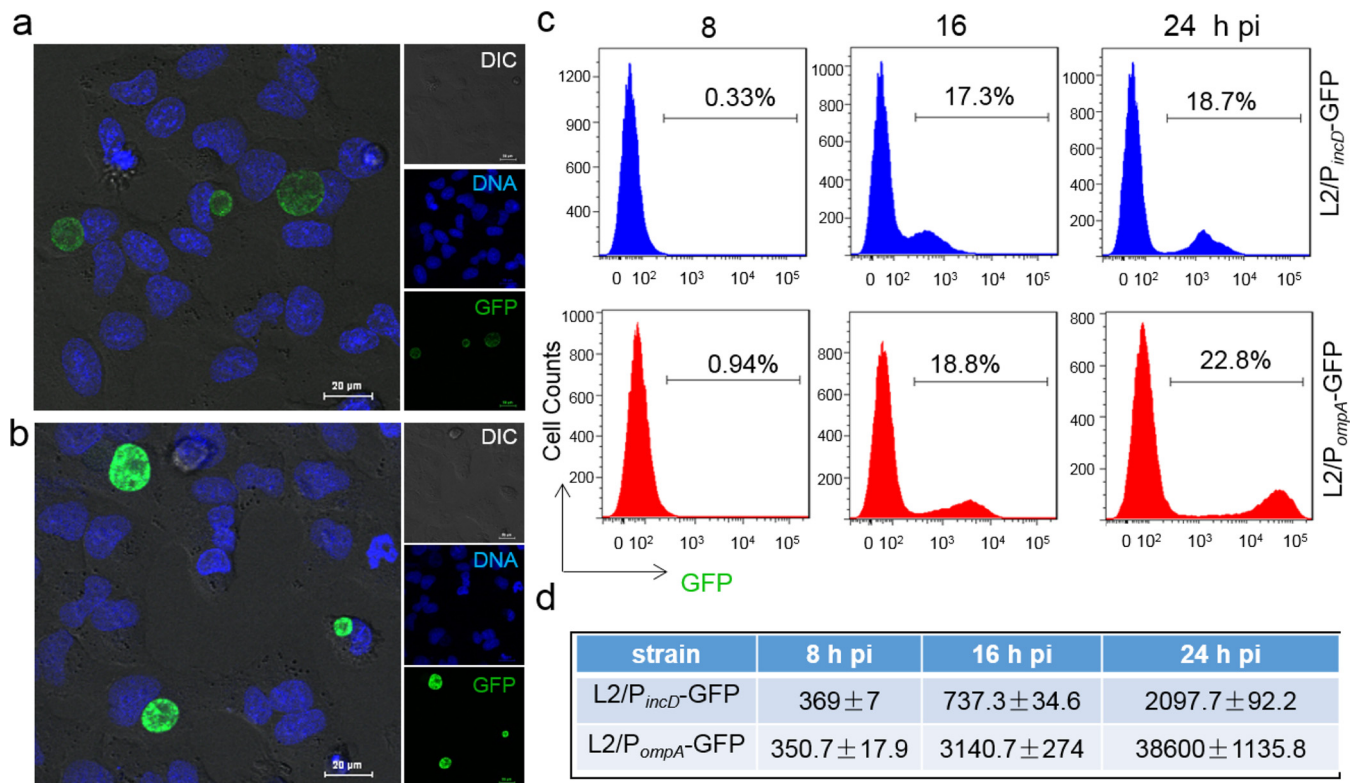 a
DIC
DNA
GFP
20 µm
b
DIC
DNA
GFP
20 µm
c
8 16 24 h pi
1200
900
600
400
0.33%
0 10² 10³ 10⁴ 10⁵
1000
800
600
400
200
17.3%
0 10² 10³ 10⁴ 10⁵
1000
800
600
400
200
18.7%
0 10² 10³ 10⁴ 10⁵
L2/PincD-GFP
1000
800
600
400
200
0.94%
0 10² 10³ 10⁴ 10⁵
800
600
400
200
18.8%
0 10² 10³ 10⁴ 10⁵
800
600
400
200
22.8%
0 10² 10³ 10⁴ 10⁵
L2/PompA-GFP
Cell Counts
GFP
d
strain 8 h pi 16 h pi 24 h pi
L2/PincD-GFP 369±7 737.3±34.6 2097.7±92.2
L2/PompA-GFP 350.7±17.9 3140.7±274 38600±1135.8